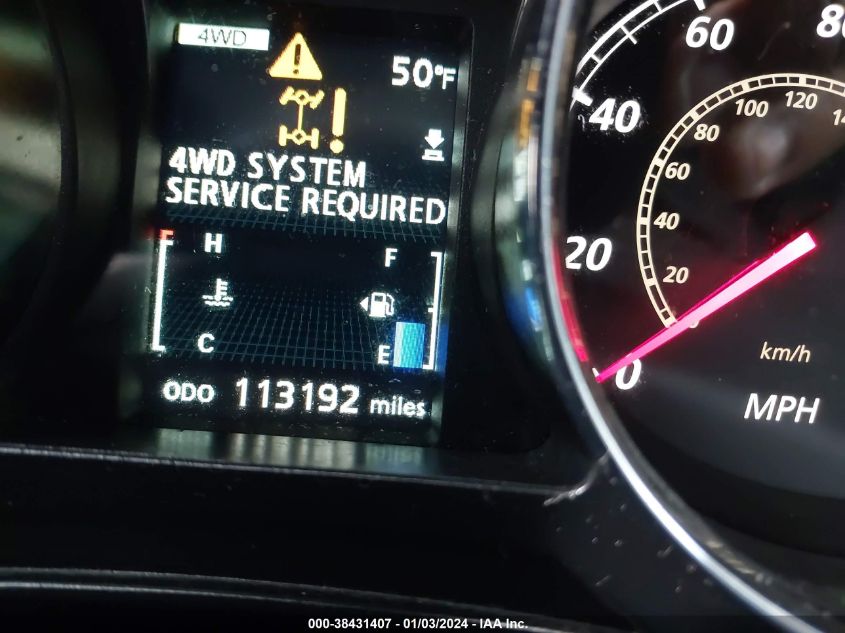 4WD
50°F
4WD SYSTEM
SERVICE REQUIRED
H
F
C
E
ODO 113192 miles
0
20
40
60
80
20
40
60
80
100
120
km/h
MPH
000-38431407 - 01/03/2024 - IAA Inc.